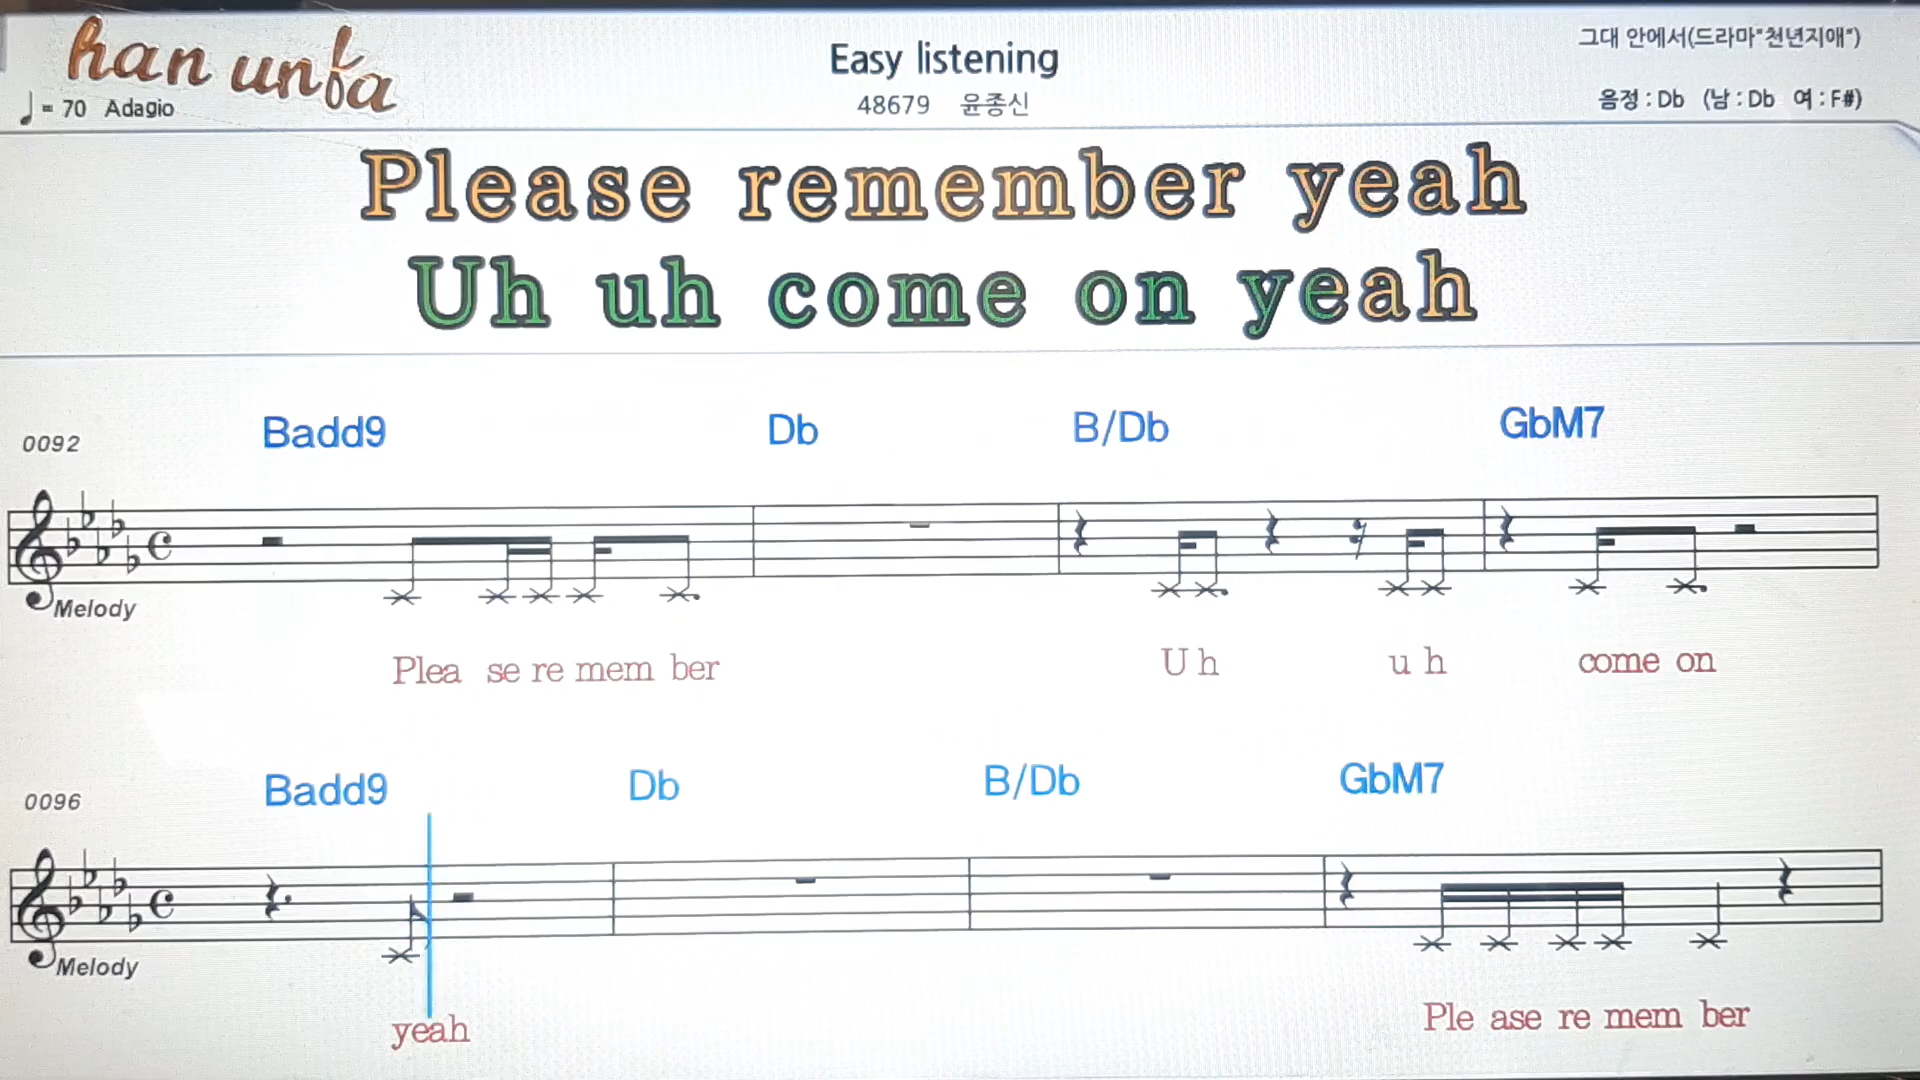 han unfa
♩ = 70 Adagio
Easy listening
48679 윤종신
그대 안에서(드라마"천년지애")
음정 : Db (남 : Db 여 : F#)
Please remember yeah
Uh uh come on yeah
0092 Badd9 Db B/Db GbM7
Melody
Plea se re mem ber U h u h come on
0096 Badd9 Db B/Db GbM7
Melody
yeah Ple ase re mem ber